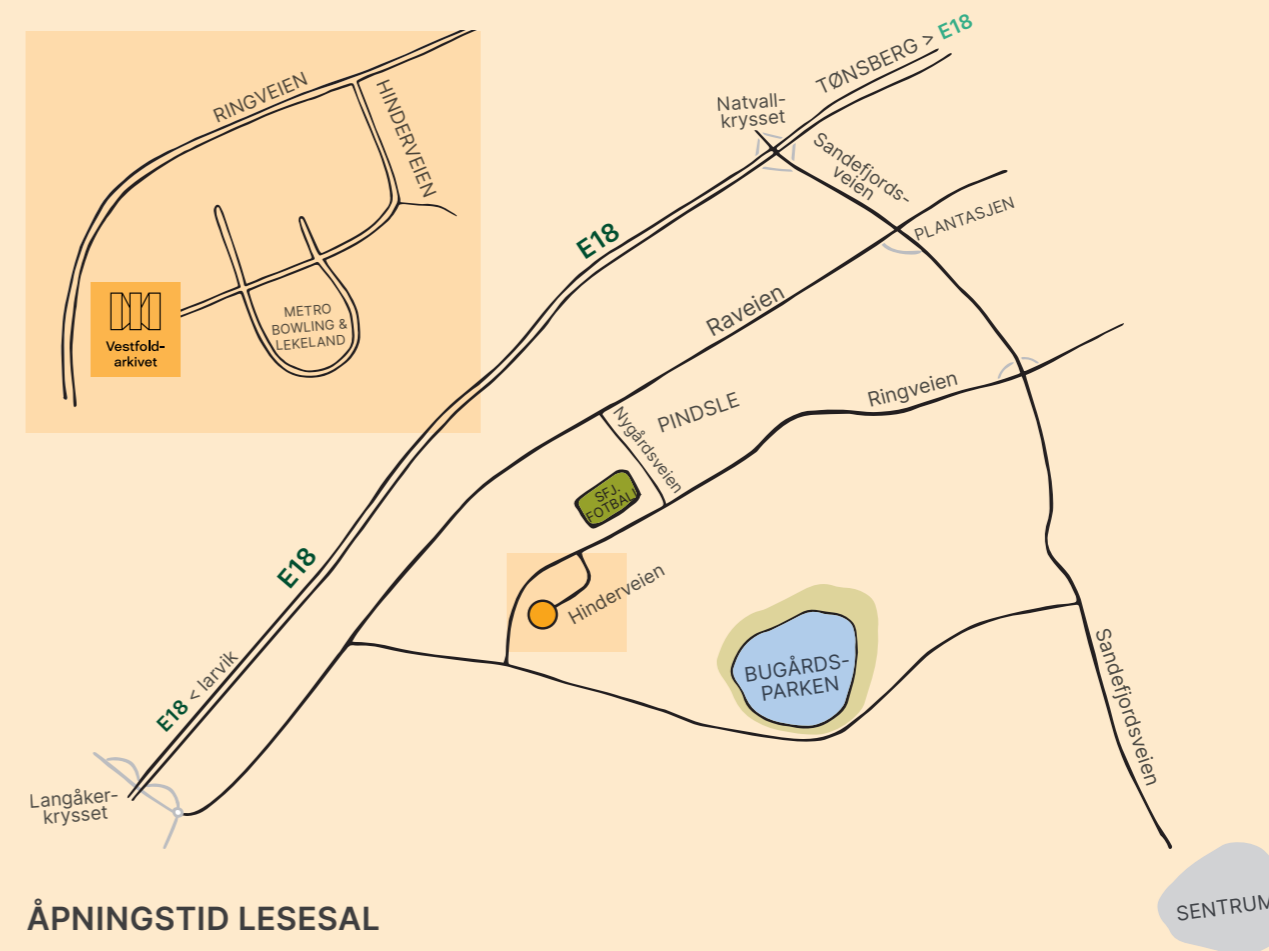 RINGVEIEN
HINDERVEIEN
Vestfold-
arkivet
METRO
BOWLING &
LEKELAND
TØNSBERG > E18
Natvall-
krysset
Sandefjords-
veien
PLANTASJEN
E18
Raveien
Ringveien
PINDSLE
Nygårdsveien
SFJ.
FOTBALL
E18
Hinderveien
BUGÅRDS-
PARKEN
E18 < larvik
Sandefjordsveien
Langåker-
krysset
SENTRUM
ÅPNINGSTID LESESAL